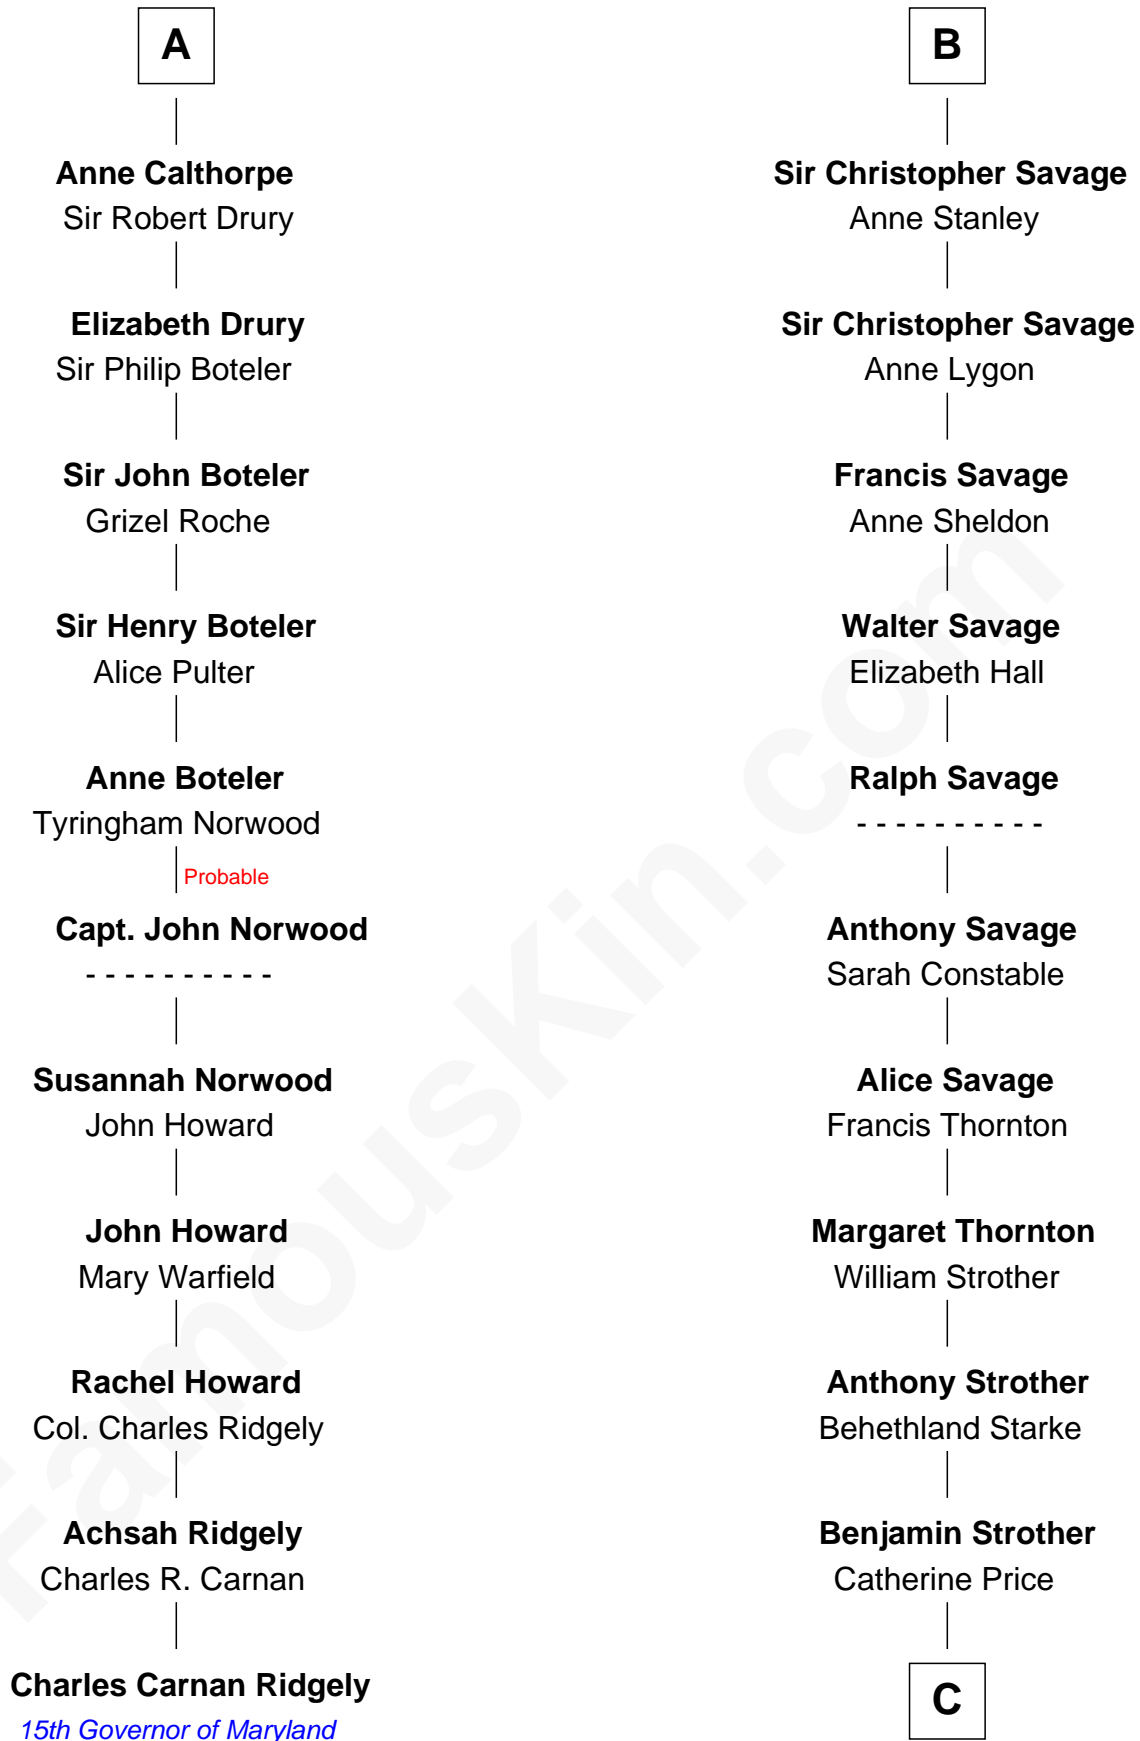 A
Anne Calthorpe
Sir Robert Drury
Elizabeth Drury
Sir Philip Boteler
Sir John Boteler
Grizel Roche
Sir Henry Boteler
Alice Pulter
Anne Boteler
Tyringham Norwood
Probable
Capt. John Norwood
- - - - - - - - - -
Susannah Norwood
John Howard
John Howard
Mary Warfield
Rachel Howard
Col. Charles Ridgely
Achsah Ridgely
Charles R. Carnan
Charles Carnan Ridgely
15th Governor of Maryland
B
Sir Christopher Savage
Anne Stanley
Sir Christopher Savage
Anne Lygon
Francis Savage
Anne Sheldon
Walter Savage
Elizabeth Hall
Ralph Savage
- - - - - - - - - -
Anthony Savage
Sarah Constable
Alice Savage
Francis Thornton
Margaret Thornton
William Strother
Anthony Strother
Behethland Starke
Benjamin Strother
Catherine Price
C
FamousKin.com